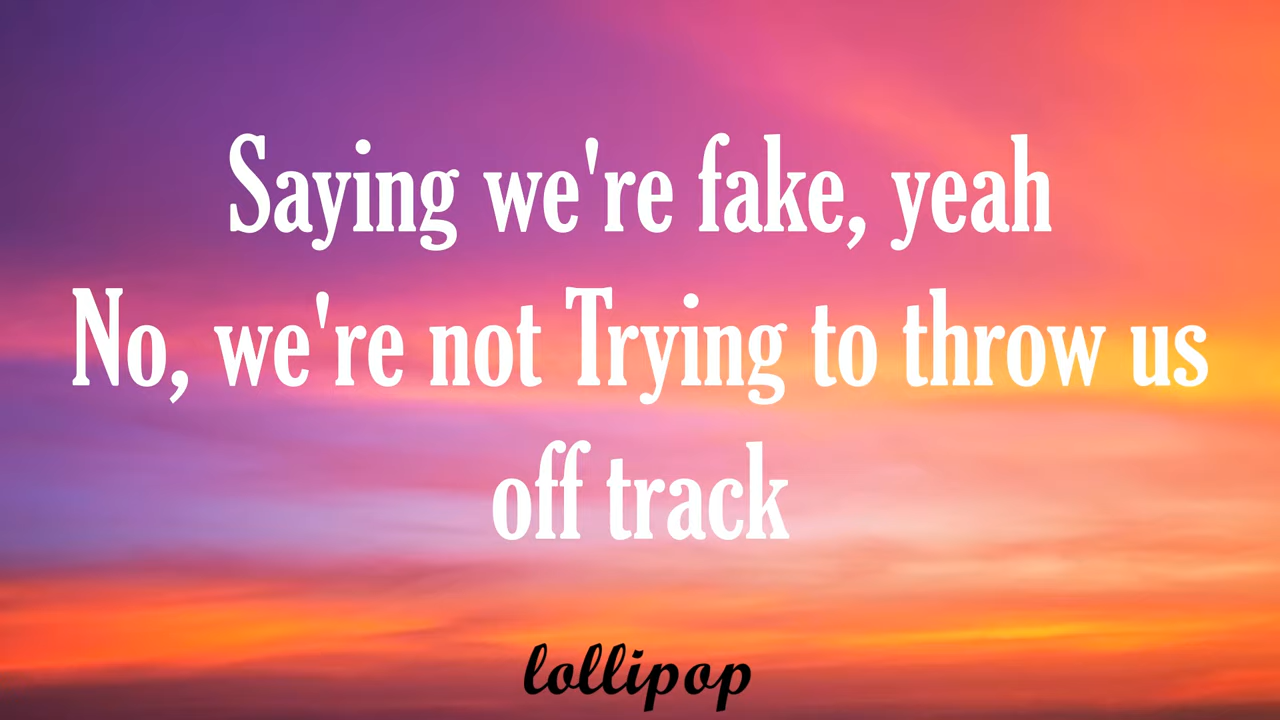 Saying we're fake, yeah
No, we're not Trying to throw us
off track
lollipop